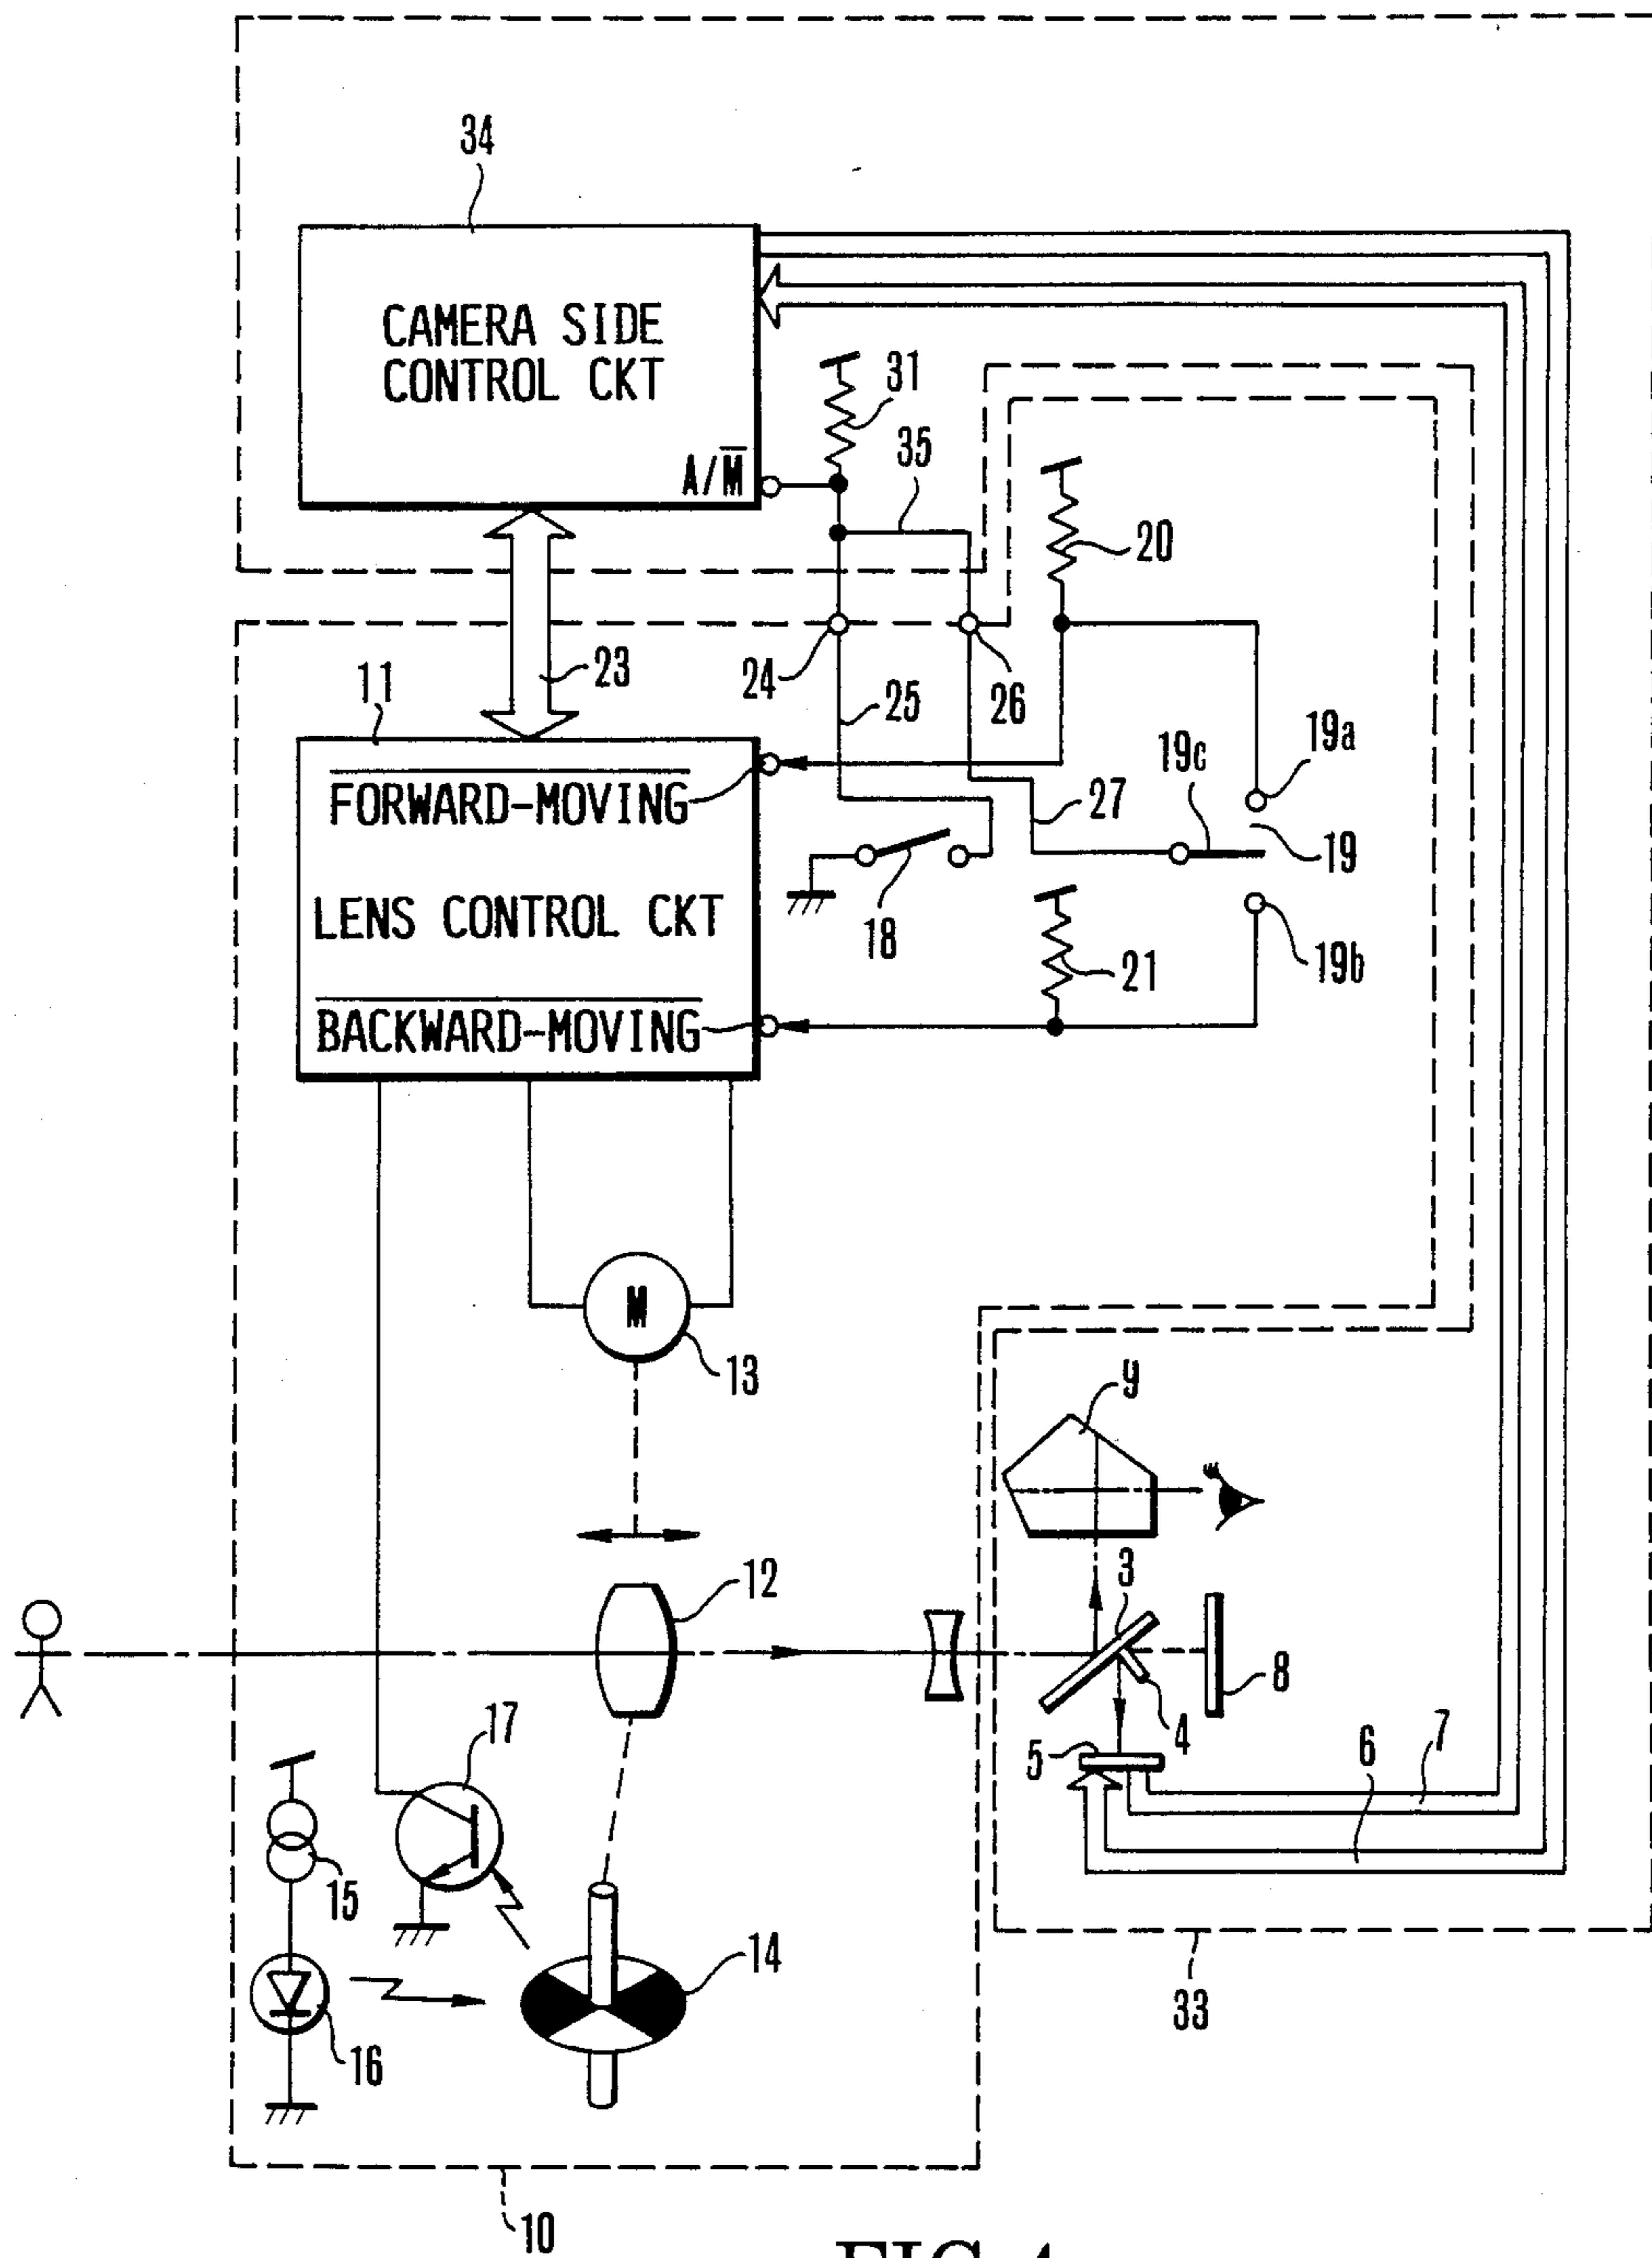 34
CAMERA SIDE
CONTROL CKT
A/M̅
31
35
20
24
26
23
25
11
FORWARD-MOVING
19a
19c
27
19
LENS CONTROL CKT
18
21
19b
BACKWARD-MOVING
M
13
9
12
3
8
4
17
5
6
7
15
14
16
33
10